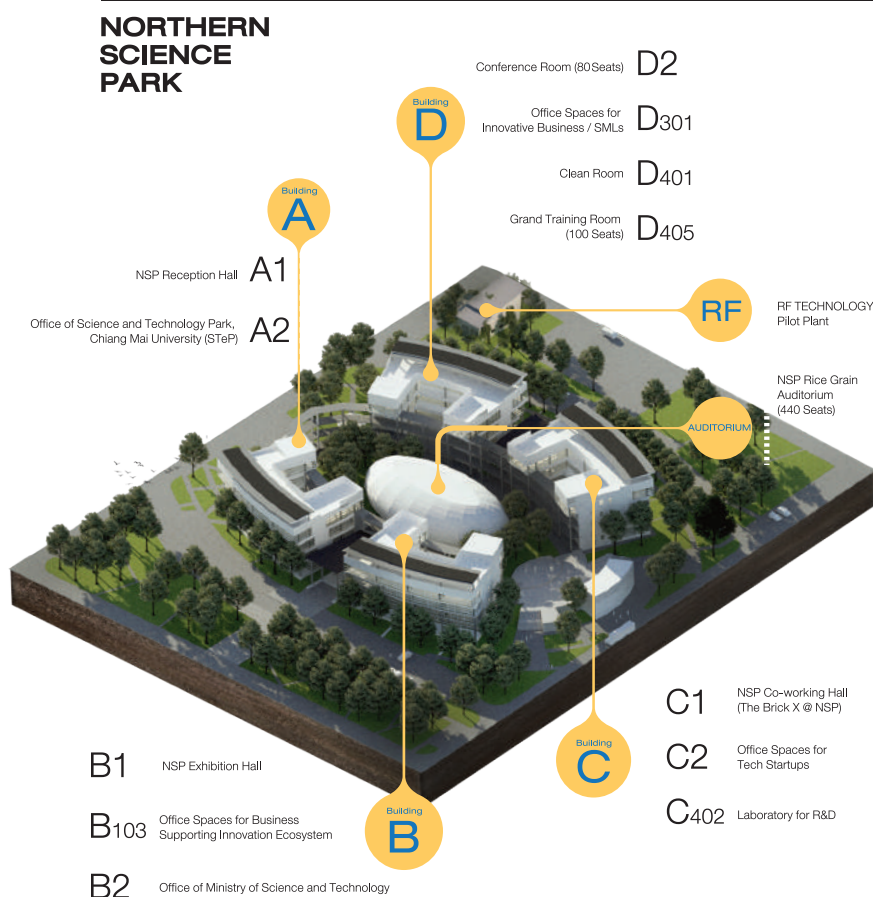 NORTHERN
SCIENCE
PARK
Conference Room (80 Seats) D2
Building
D
Office Spaces for
Innovative Business / SMLs D301
Clean Room D401
Grand Training Room
(100 Seats) D405
Building
A
NSP Reception Hall A1
Office of Science and Technology Park,
Chiang Mai University (STeP) A2
RF
RF TECHNOLOGY
Pilot Plant
NSP Rice Grain
Auditorium
(440 Seats)
AUDITORIUM
C1 NSP Co-working Hall
(The Brick X @ NSP)
Building
C
C2 Office Spaces for
Tech Startups
C402 Laboratory for R&D
B1 NSP Exhibition Hall
Building
B
B103 Office Spaces for Business
Supporting Innovation Ecosystem
B2 Office of Ministry of Science and Technology